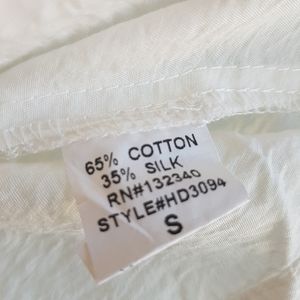 65% COTTON
35% SILK
RN#132340
STYLE#HD3094
S